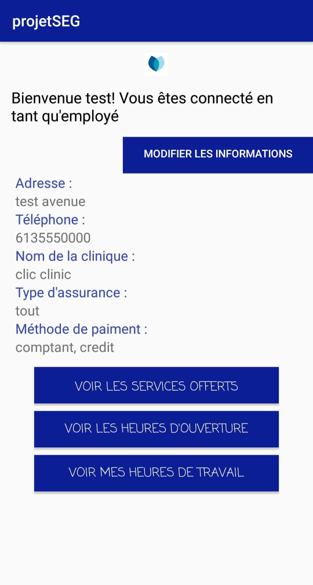 projetSEG
Bienvenue test! Vous êtes connecté en
tant qu'employé
MODIFIER LES INFORMATIONS
Adresse :
test avenue
Téléphone :
6135550000
Nom de la clinique :
clic clinic
Type d'assurance :
tout
Méthode de paiment :
comptant, credit
VOIR LES SERVICES OFFERTS
VOIR LES HEURES D'OUVERTURE
VOIR MES HEURES DE TRAVAIL